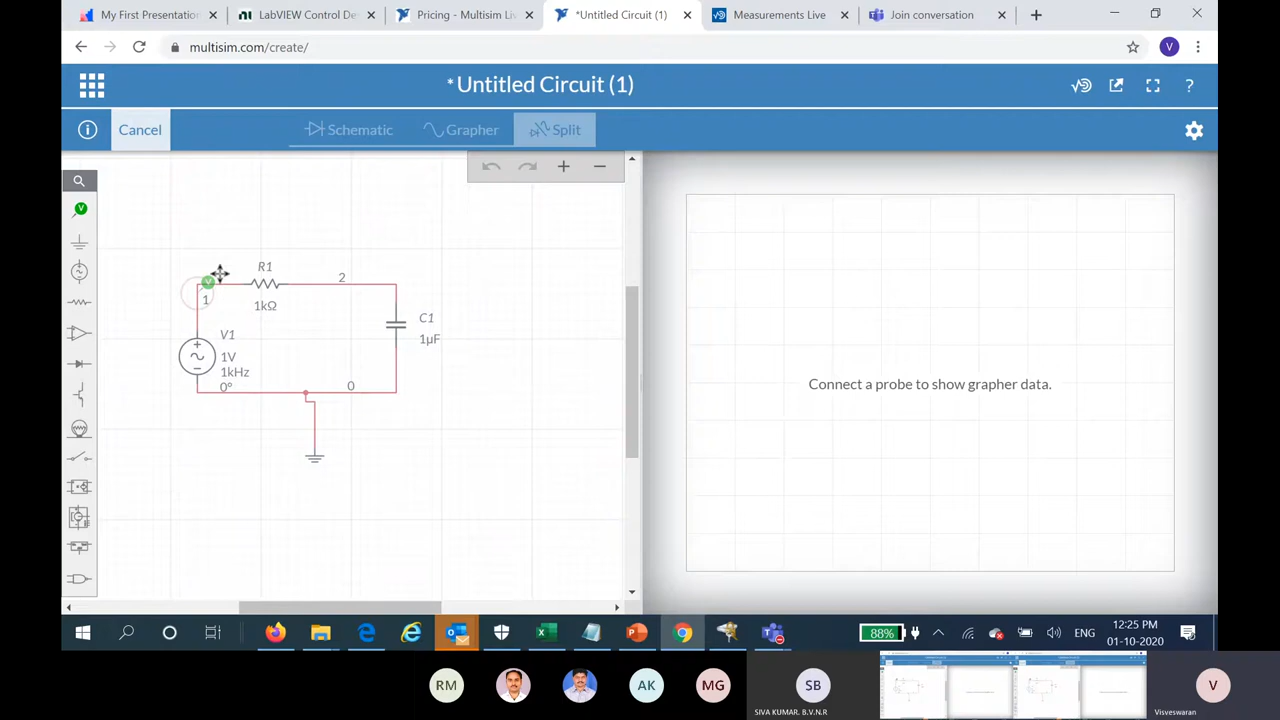 My First Presentation
LabVIEW Control De
Pricing - Multisim Liv
*Untitled Circuit (1)
Measurements Live
Join conversation
multisim.com/create/
V
*Untitled Circuit (1)
Cancel
Schematic
Grapher
Split
V
V
R1
2
1
1kΩ
C1
1µF
V1
1V
1kHz
0°
0
Connect a probe to show grapher data.
88%
ENG
12:25 PM
01-10-2020
RM
AK
MG
SB
V
SIVA KUMAR. B.V.N.R
Visveswaran